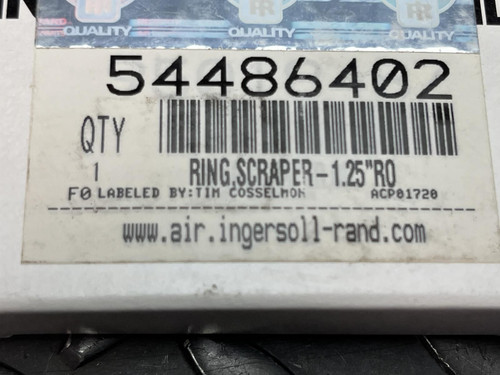 QUALITY QUALITY
54486402
QTY
1 RING.SCRAPER-1.25"RO
F0 LABELED BY:TIM COSSELMON ACP01720
www.air.ingersoll-rand.com